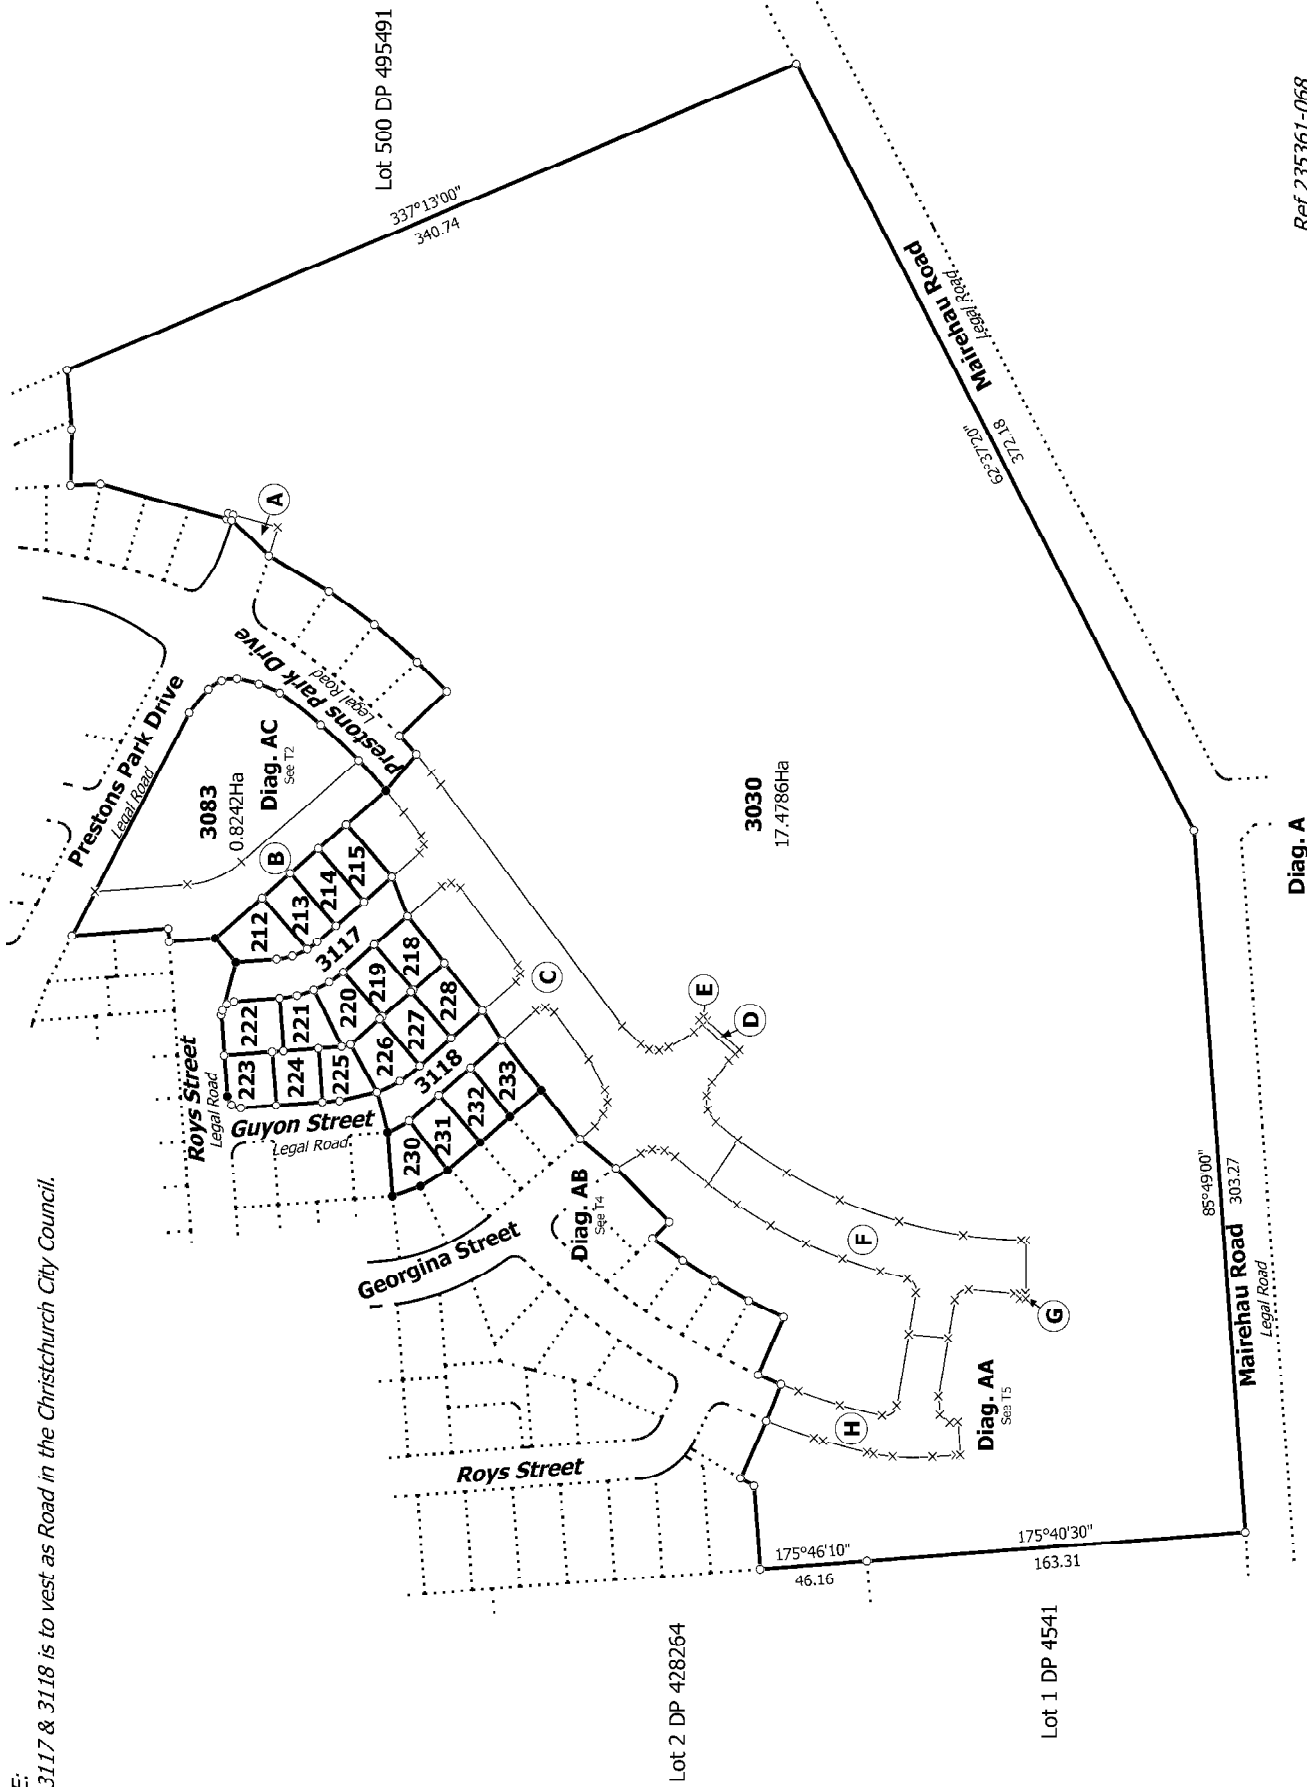 E:
3117 & 3118 is to vest as Road in the Christchurch City Council.
Lot 500 DP 495491
337°13'00"
340.74
Mairehau Road
Legal Road
62°37'20"
372.18
Ref 235361-068
A
Prestons Park Drive
Legal Road
Prestons Park Drive
Legal Road
3083
0.8242Ha
Diag. AC
See T2
B
212
213
214
215
3117
218
219
220
221
222
223
224
225
226
227
228
3118
230
231
232
233
Roys Street
Legal Road
Guyon Street
Legal Road
Georgina Street
Roys Street
Diag. AB
See T4
C
E
D
F
G
H
Diag. AA
See T5
3030
17.4786Ha
Diag. A
85°49'00"
303.27
Mairehau Road
Legal Road
175°46'10"
46.16
175°40'30"
163.31
Lot 2 DP 428264
Lot 1 DP 4541